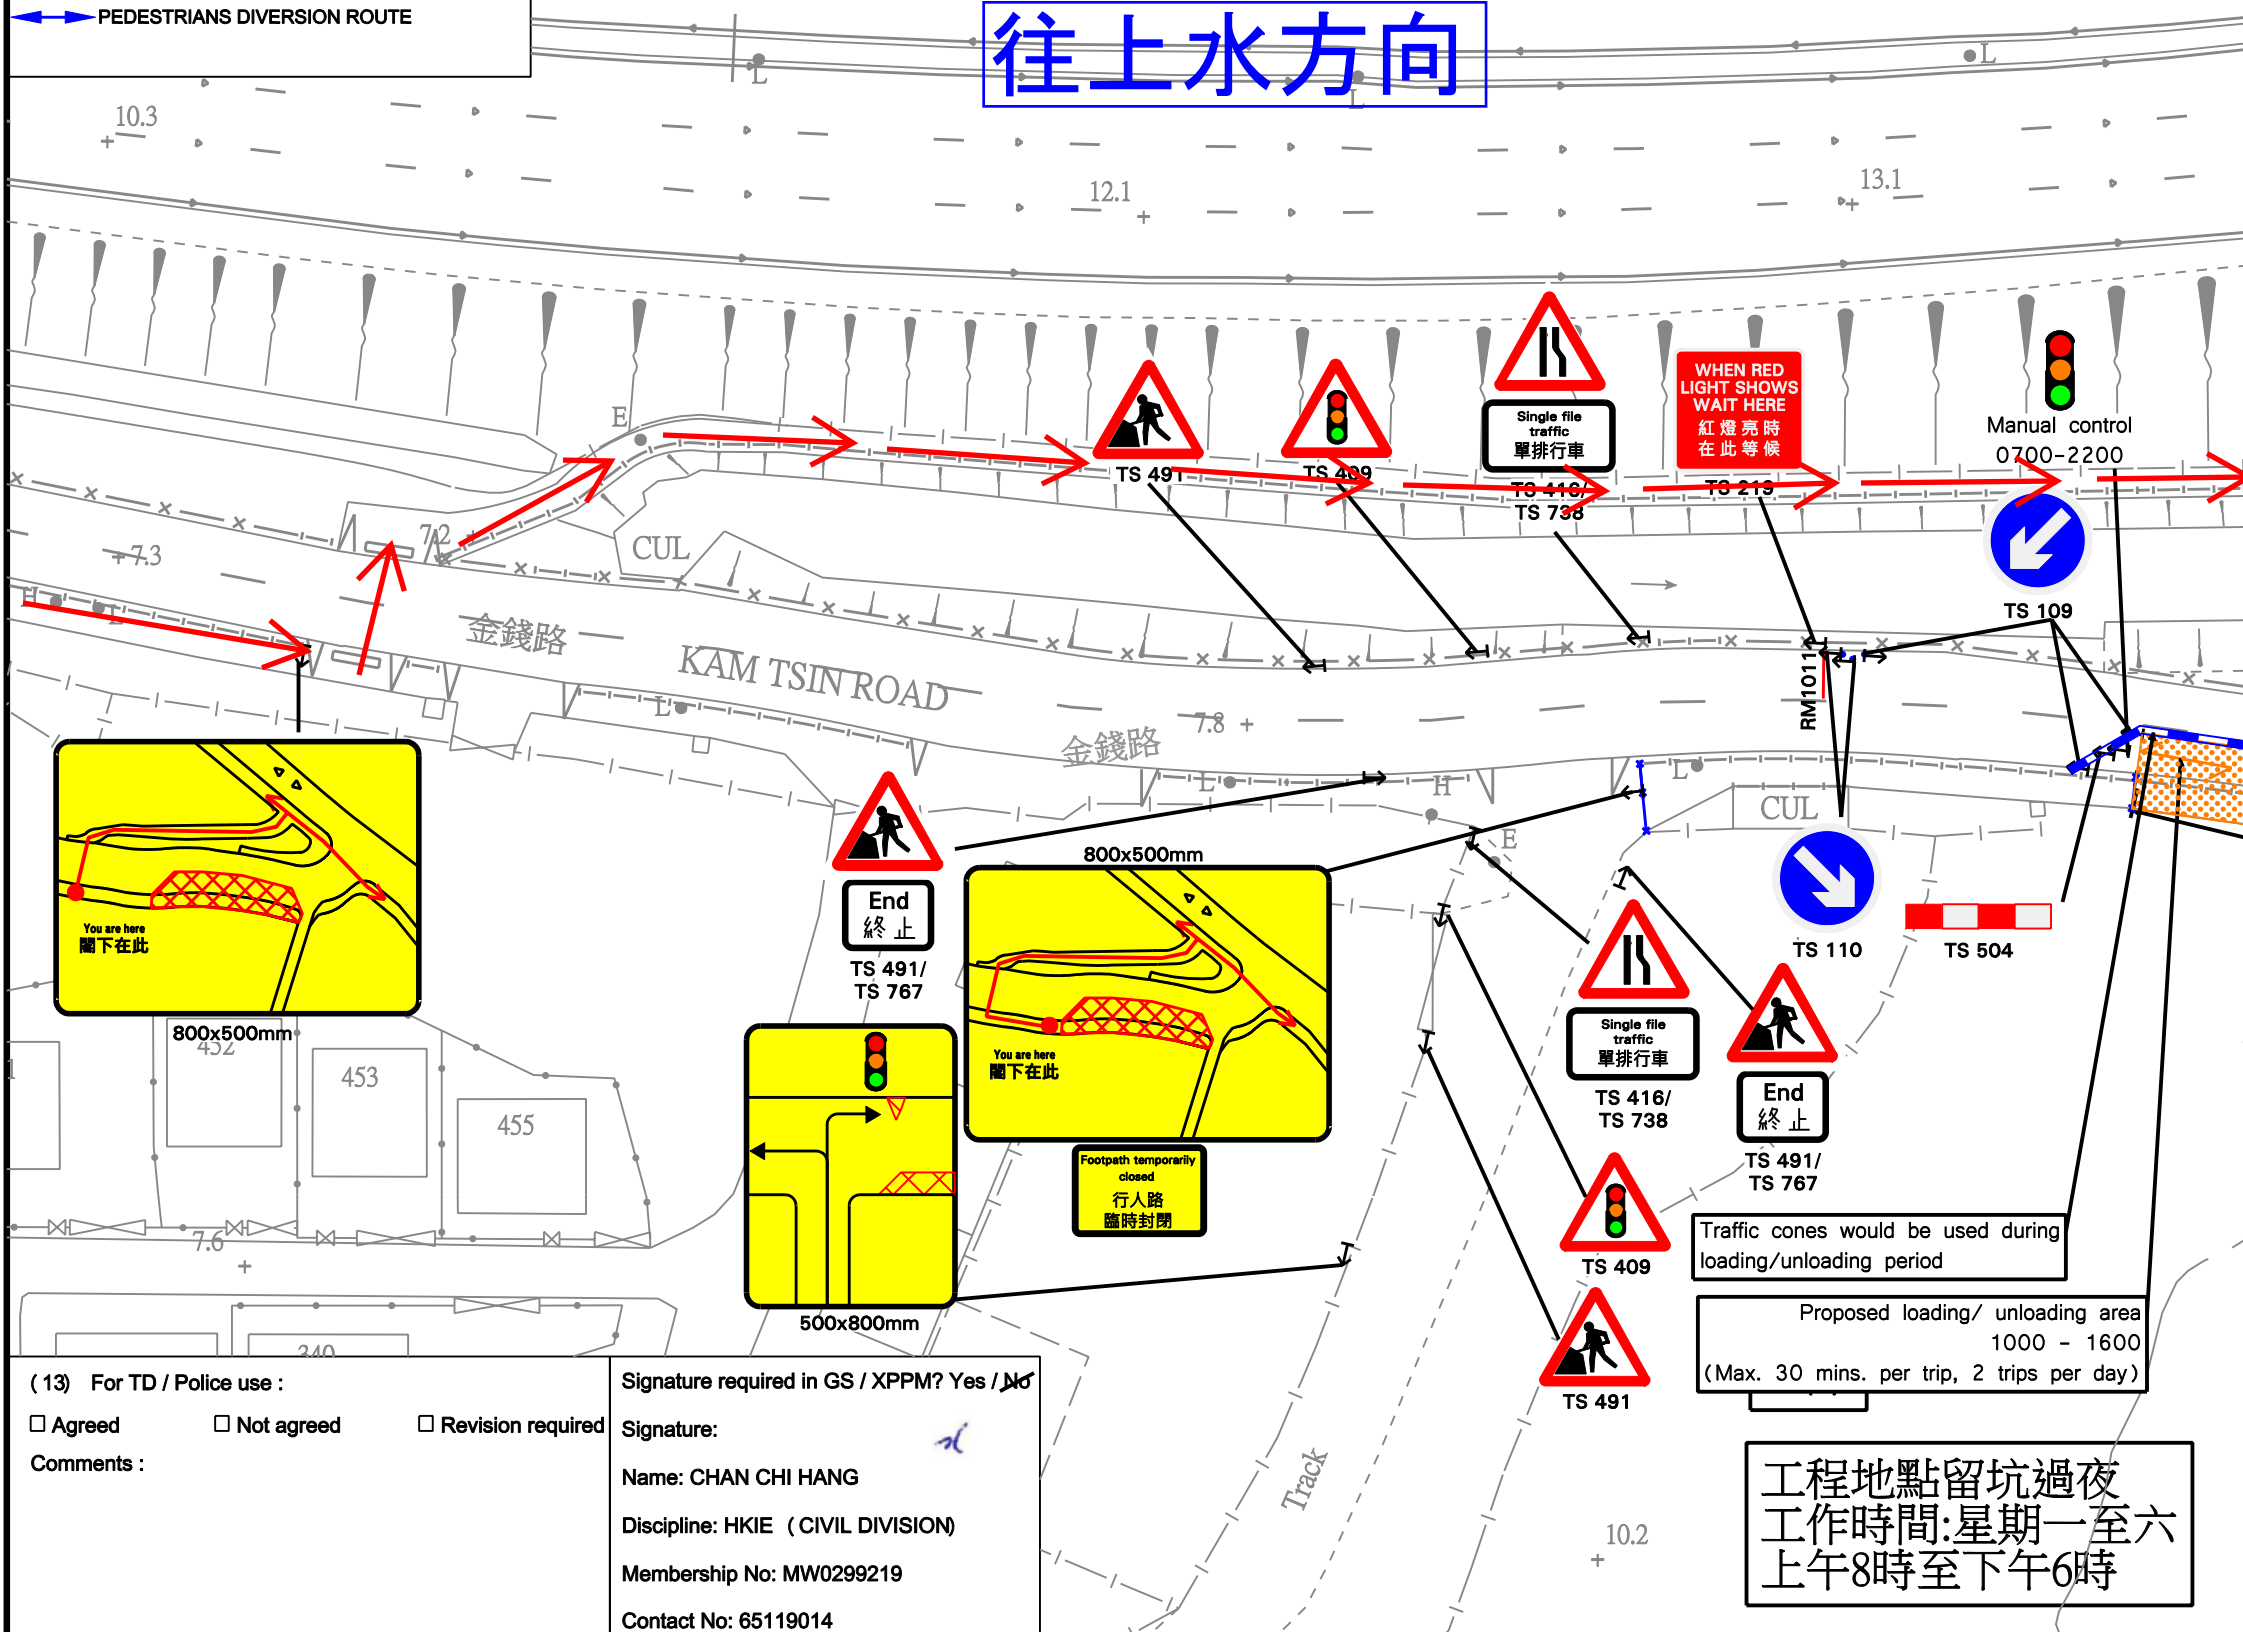 PEDESTRIANS DIVERSION ROUTE
往上水方向
L
L
L
10.3
12.1
13.1
E
WHEN RED
LIGHT SHOWS
WAIT HERE
紅燈亮時
在此等候
TS 219
Single file
traffic
單排行車
TS 416/
TS 738
TS 491
TS 409
Manual control
0700-2200
TS 109
7.2
7.3
CUL
H
L
金錢路
KAM TSIN ROAD
金錢路
7.8
L
L
H
L
E
CUL
RM1011
TS 110
TS 504
You are here
閣下在此
800x500mm
End
終止
TS 491/
TS 767
800x500mm
You are here
閣下在此
Footpath temporarily
closed
行人路
臨時封閉
500x800mm
Single file
traffic
單排行車
TS 416/
TS 738
End
終止
TS 491/
TS 767
TS 409
TS 491
Traffic cones would be used during
loading/unloading period
Proposed loading/ unloading area
1000 - 1600
(Max. 30 mins. per trip, 2 trips per day)
452
453
455
7.6
340
1
Track
10.2
(13) For TD / Police use :
☐ Agreed ☐ Not agreed ☐ Revision required
Comments :
Signature required in GS / XPPM? Yes / No
Signature:
Name: CHAN CHI HANG
Discipline: HKIE (CIVIL DIVISION)
Membership No: MW0299219
Contact No: 65119014
工程地點留坑過夜
工作時間:星期一至六
上午8時至下午6時